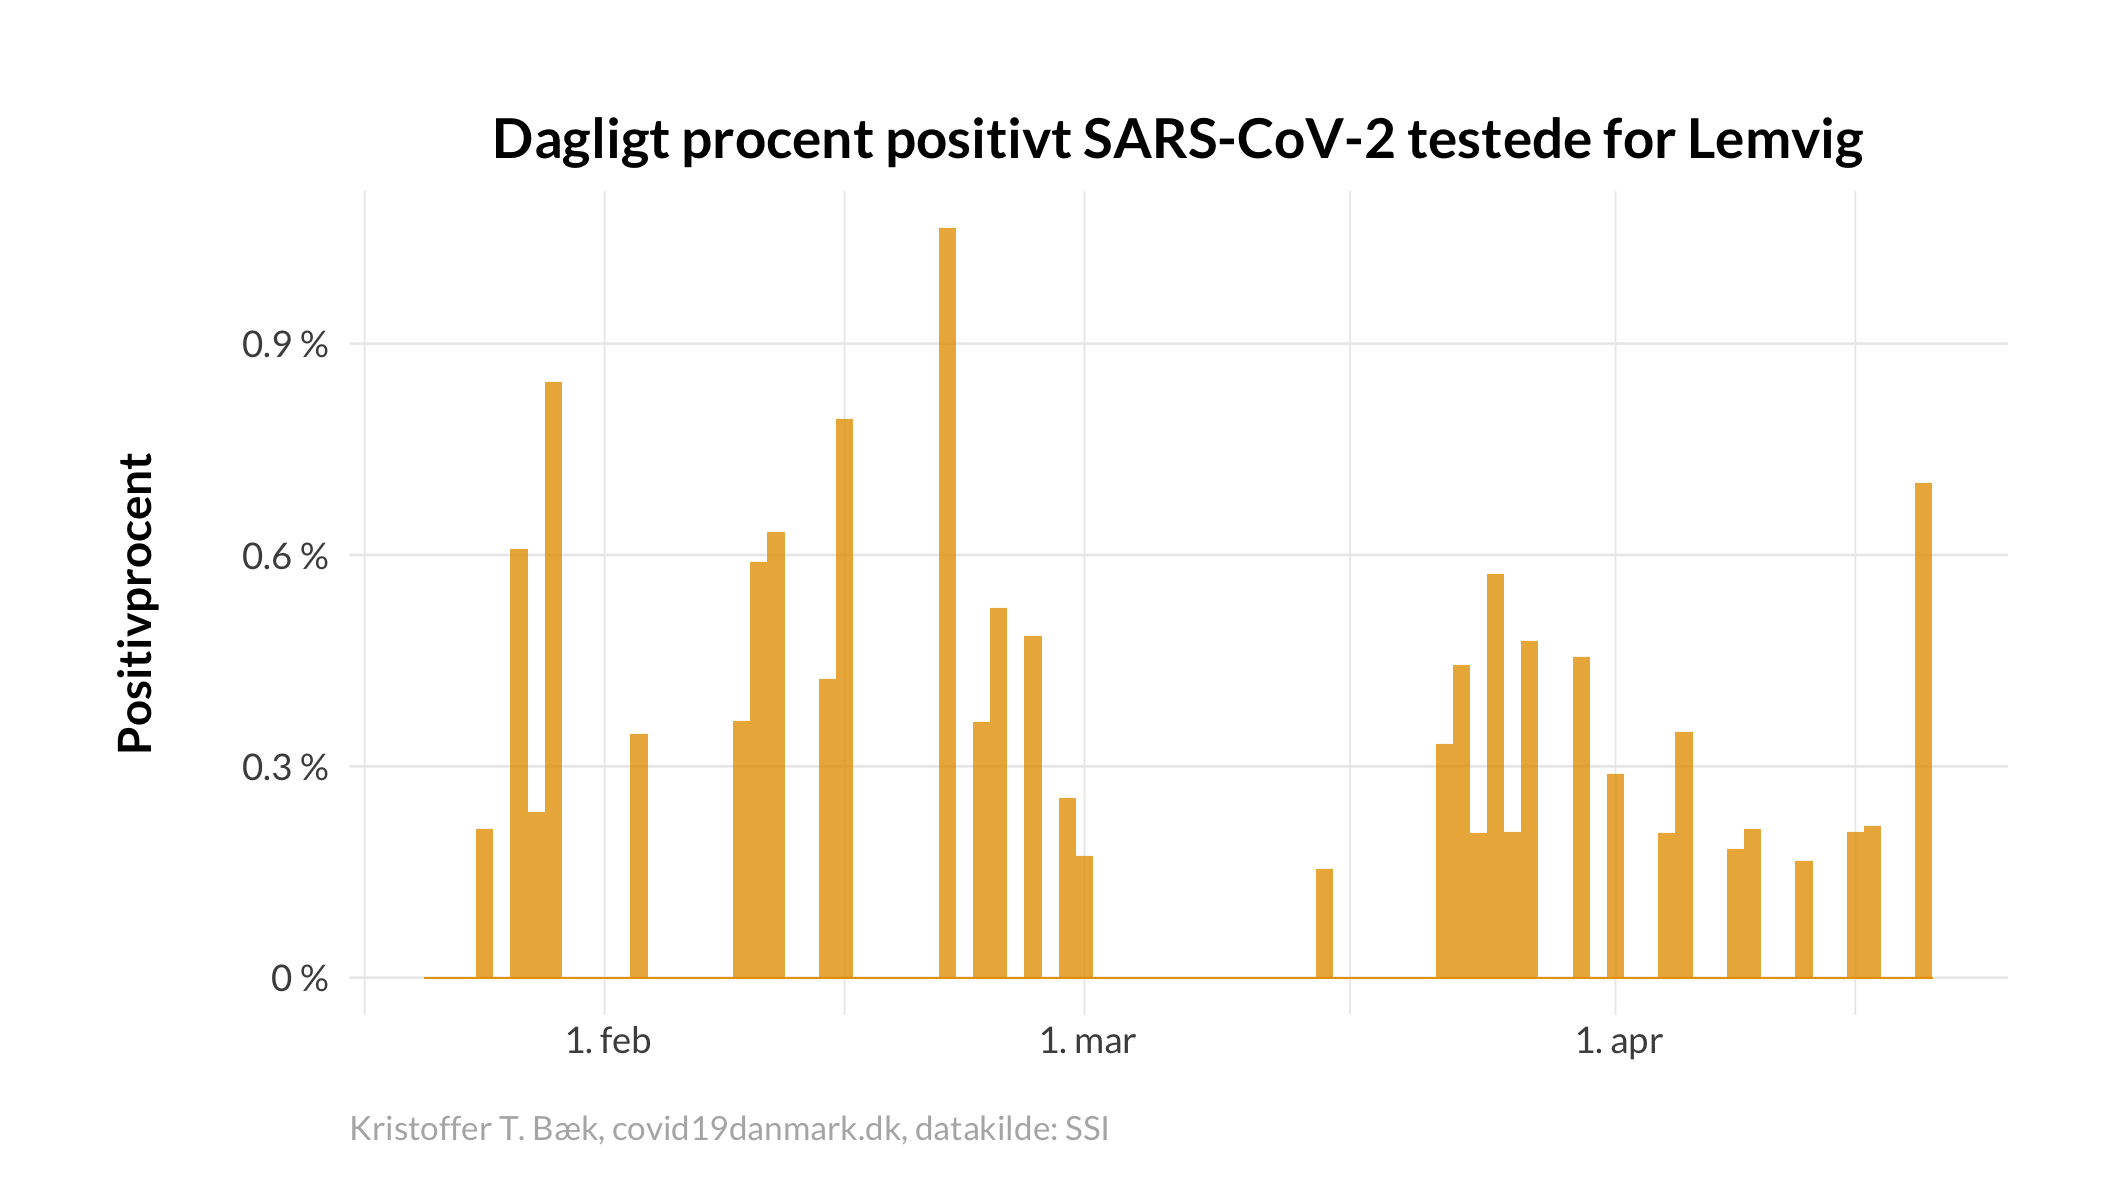 Dagligt procent positivt SARS-CoV-2 testede for Lemvig
Positivprocent
0.9 %
0.6 %
0.3 %
0 %
1. feb
1. mar
1. apr
Kristoffer T. Bæk, covid19danmark.dk, datakilde: SSI